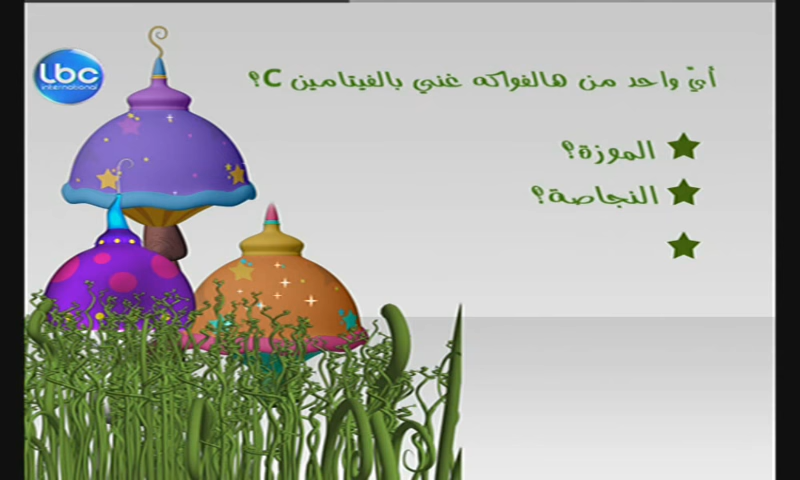 lbc
international
أيّ واحد من هالفواكه غني بالفيتامين C؟
الموزة؟
النجاصة؟